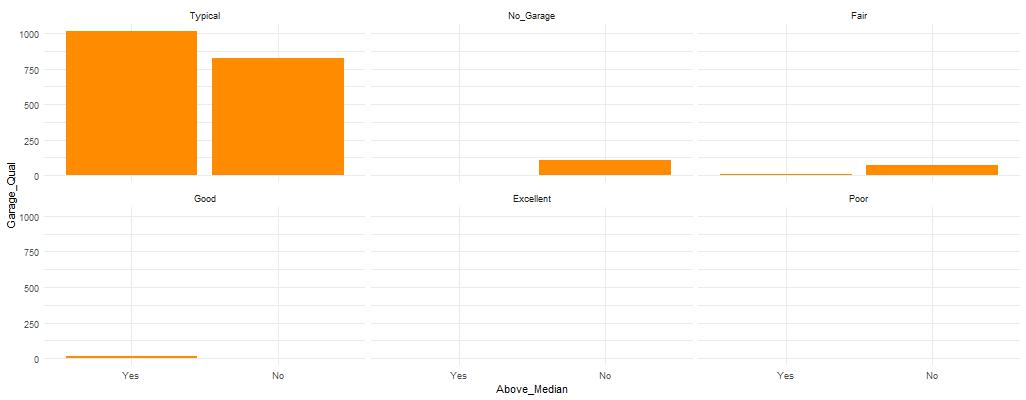 Typical No_Garage Fair
1000
750
500
250
0
Garage_Qual
Good Excellent Poor
1000
750
500
250
0
Yes No Yes No Yes No
Above_Median